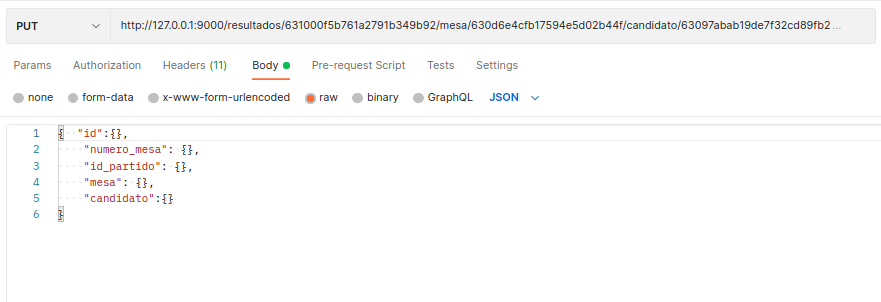 PUT http://127.0.0.1:9000/resultados/631000f5b761a2791b349b92/mesa/630d6e4cfb17594e5d02b44f/candidato/63097abab19de7f32cd89fb2...
Params Authorization Headers (11) Body Pre-request Script Tests Settings
none form-data x-www-form-urlencoded raw binary GraphQL JSON
1 { "id":{},
2 "numero_mesa": {},
3 "id_partido": {},
4 "mesa": {},
5 "candidato":{}
6 }